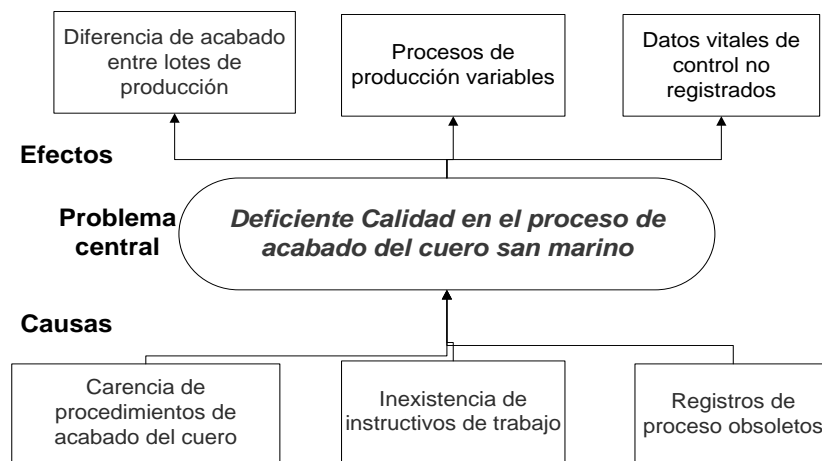 Diferencia de acabado
entre lotes de
producción
Procesos de
producción variables
Datos vitales de
control no
registrados
Efectos
Problema
central
Deficiente Calidad en el proceso de
acabado del cuero san marino
Causas
Carencia de
procedimientos de
acabado del cuero
Inexistencia de
instructivos de trabajo
Registros de
proceso obsoletos